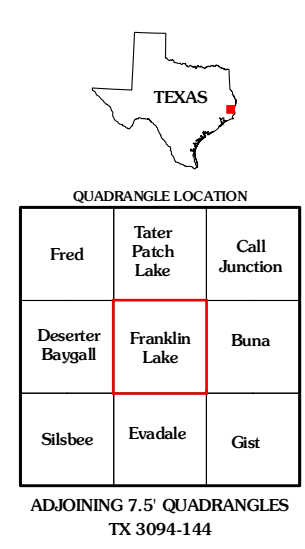 TEXAS
QUADRANGLE LOCATION
Fred
Tater
Patch
Lake
Call
Junction
Deserter
Baygall
Franklin
Lake
Buna
Silsbee
Evadale
Gist
ADJOINING 7.5' QUADRANGLES
TX 3094-144